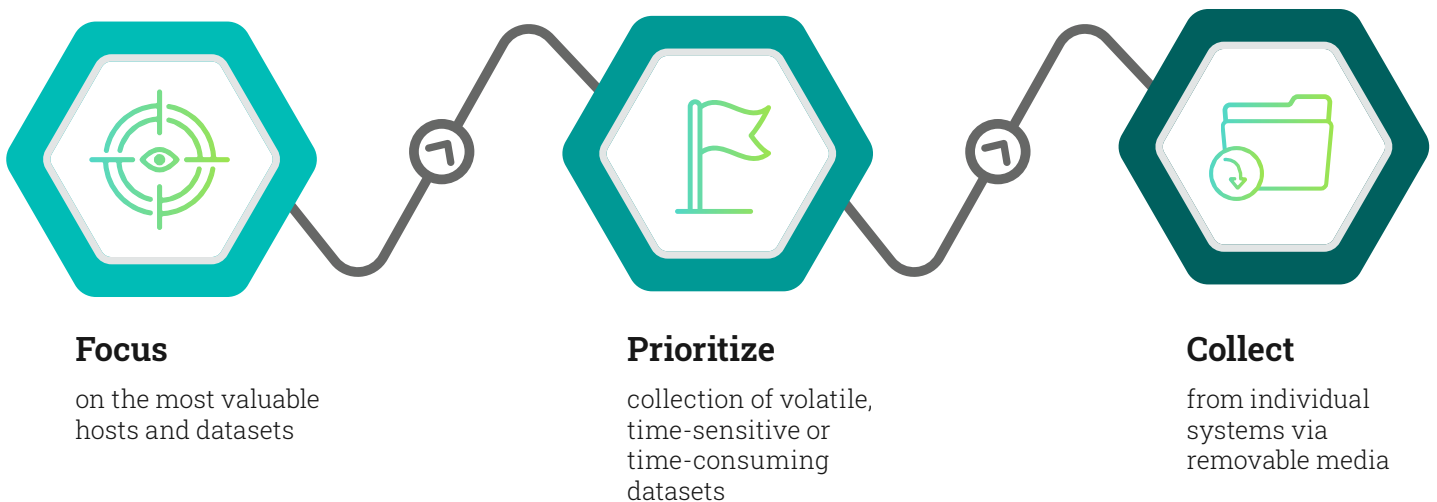 Focus
on the most valuable
hosts and datasets
Prioritize
collection of volatile,
time-sensitive or
time-consuming
datasets
Collect
from individual
systems via
removable media